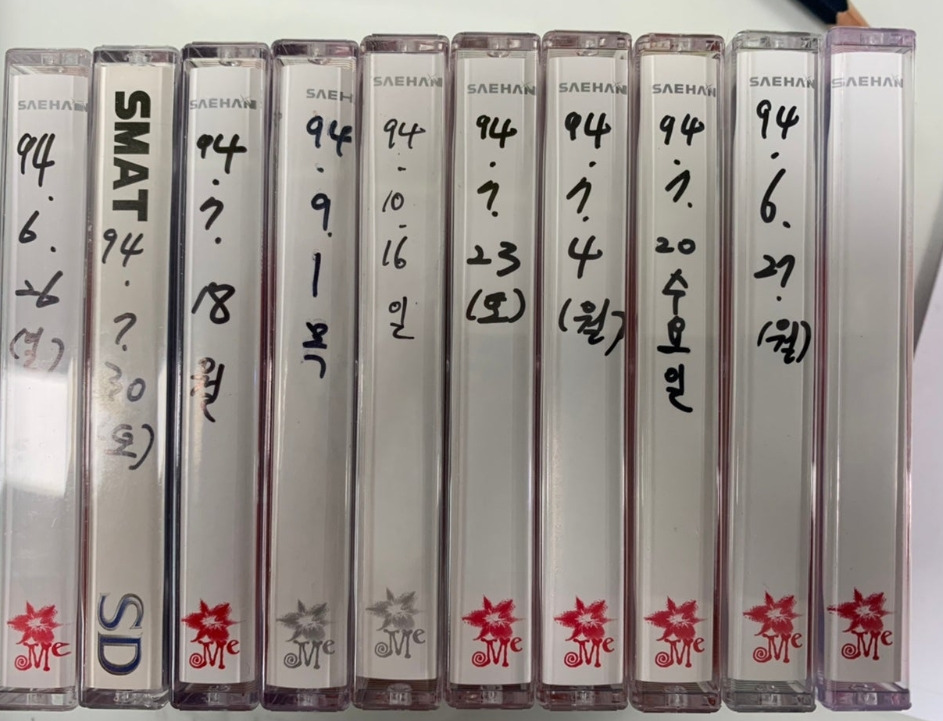 SAEHAN
94.
6.
26
Me
SMAT
94.
7.
30
(토)
SD
SAEHAN
94.
7.
18
월
Me
SAEH
94
.
9.
1
목
Me
SAEHAN
94
.
10.
16
일
Me
SAEHAN
94.
7.
23
(토)
Me
SAEHAN
94.
7.
4
(월)
Me
SAEHAN
94.
7.
20
수
요
일
Me
SAEHAN
94.
6.
27.
(월)
Me
SAEHAN
Me